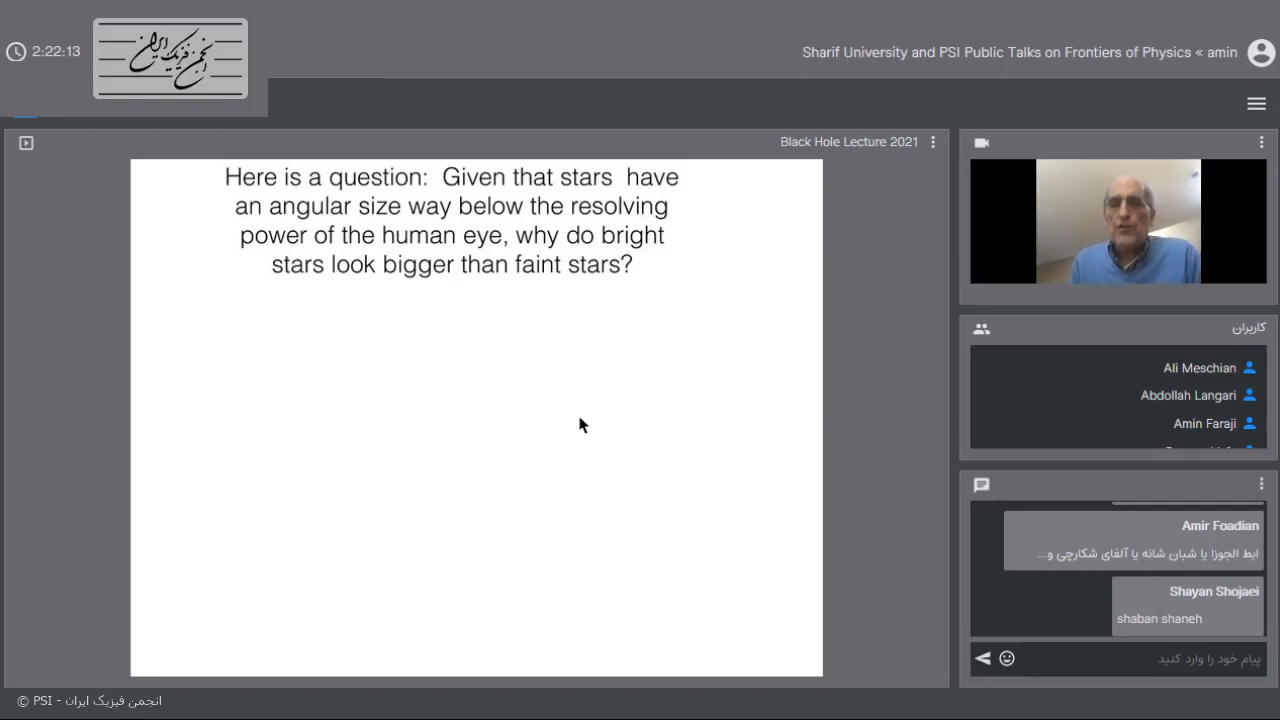 2:22:13
انجمن فیزیک ایران
Sharif University and PSI Public Talks on Frontiers of Physics « amin
Black Hole Lecture 2021
Here is a question: Given that stars have
an angular size way below the resolving
power of the human eye, why do bright
stars look bigger than faint stars?
کاربران
Ali Meschian
Abdollah Langari
Amin Faraji
Amir Foadian
ابط الجوزا یا شبان شانه یا آلفای شکارچی و...
Shayan Shojaei
shaban shaneh
پیام خود را وارد کنید
© PSI - انجمن فیزیک ایران